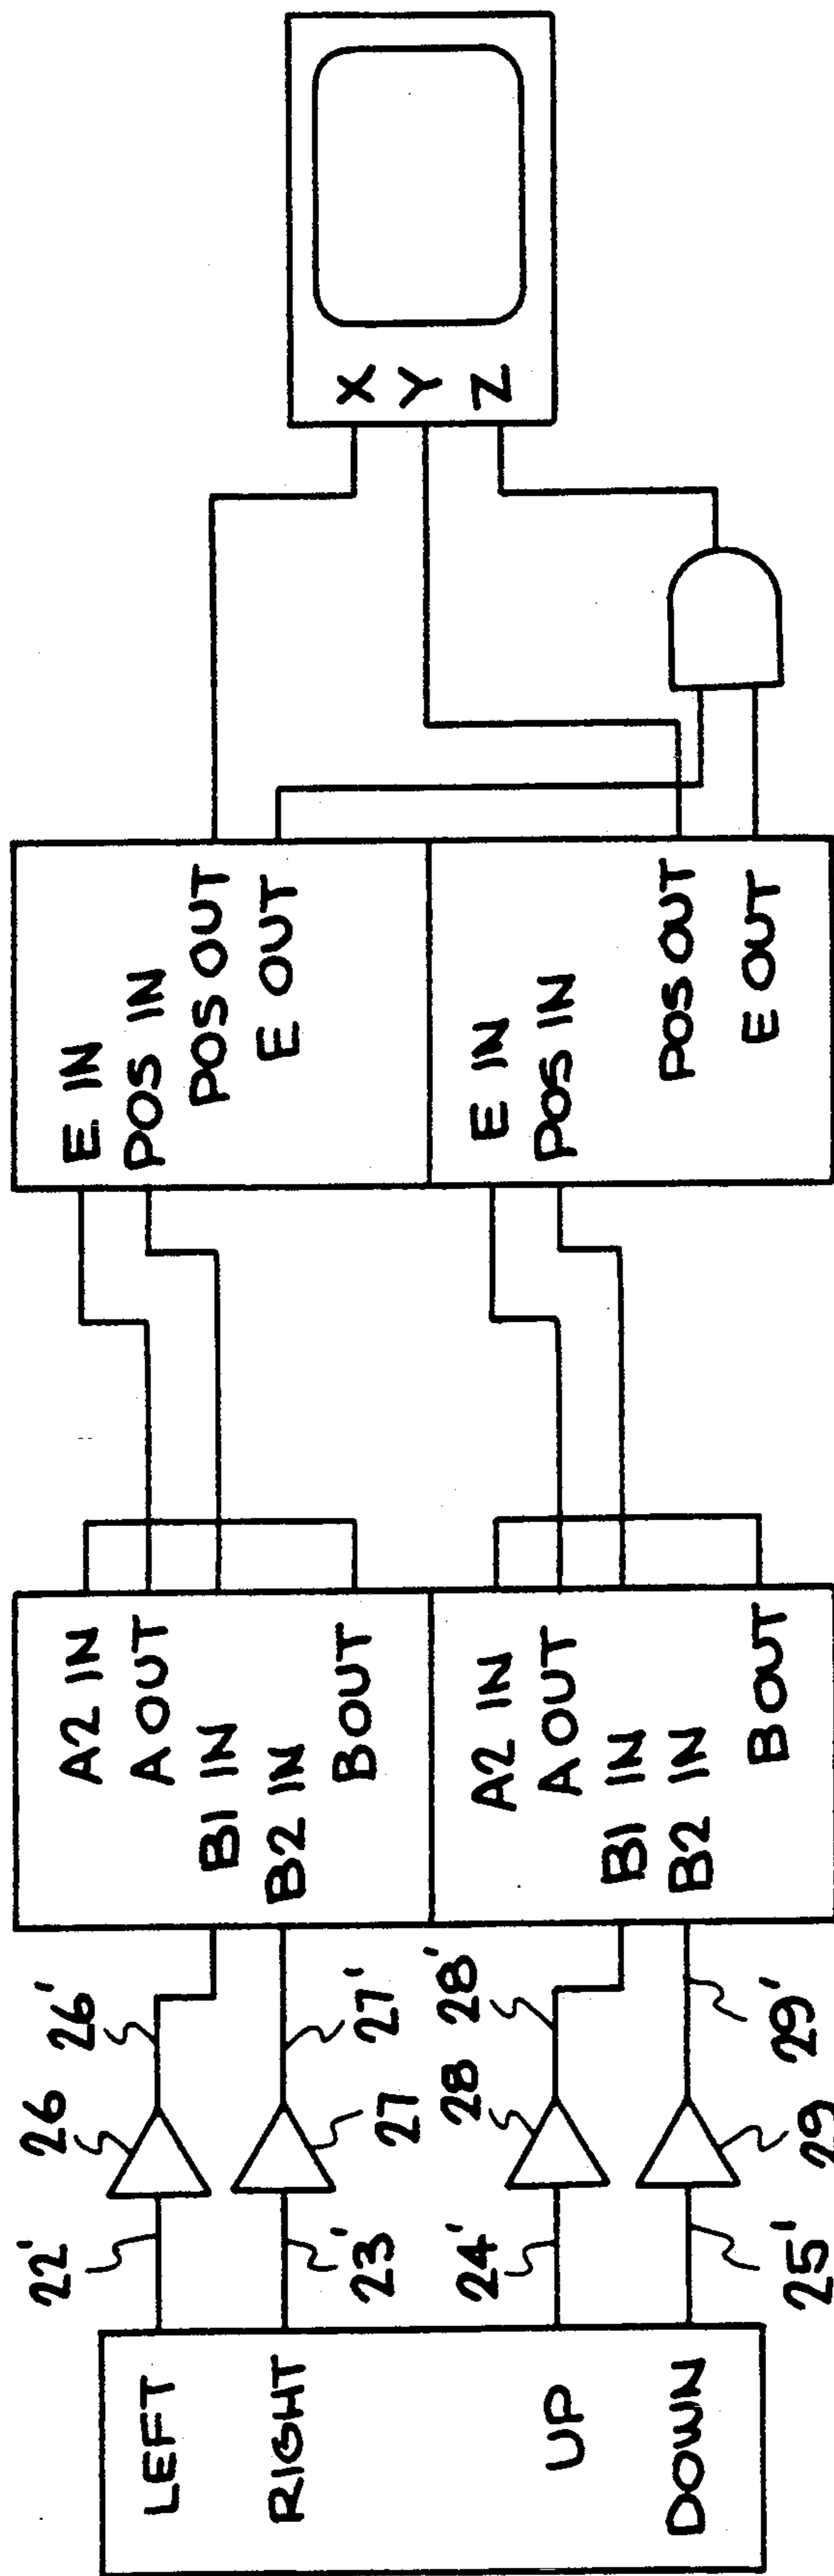 LEFT
RIGHT
UP
DOWN
22'
23'
24'
25'
26
27
28
29
26'
27'
28'
29'
A2 IN
A OUT
B1 IN
B2 IN
B OUT
A2 IN
A OUT
B1 IN
B2 IN
B OUT
E IN
POS IN
POS OUT
E OUT
E IN
POS IN
POS OUT
E OUT
X
Y
Z